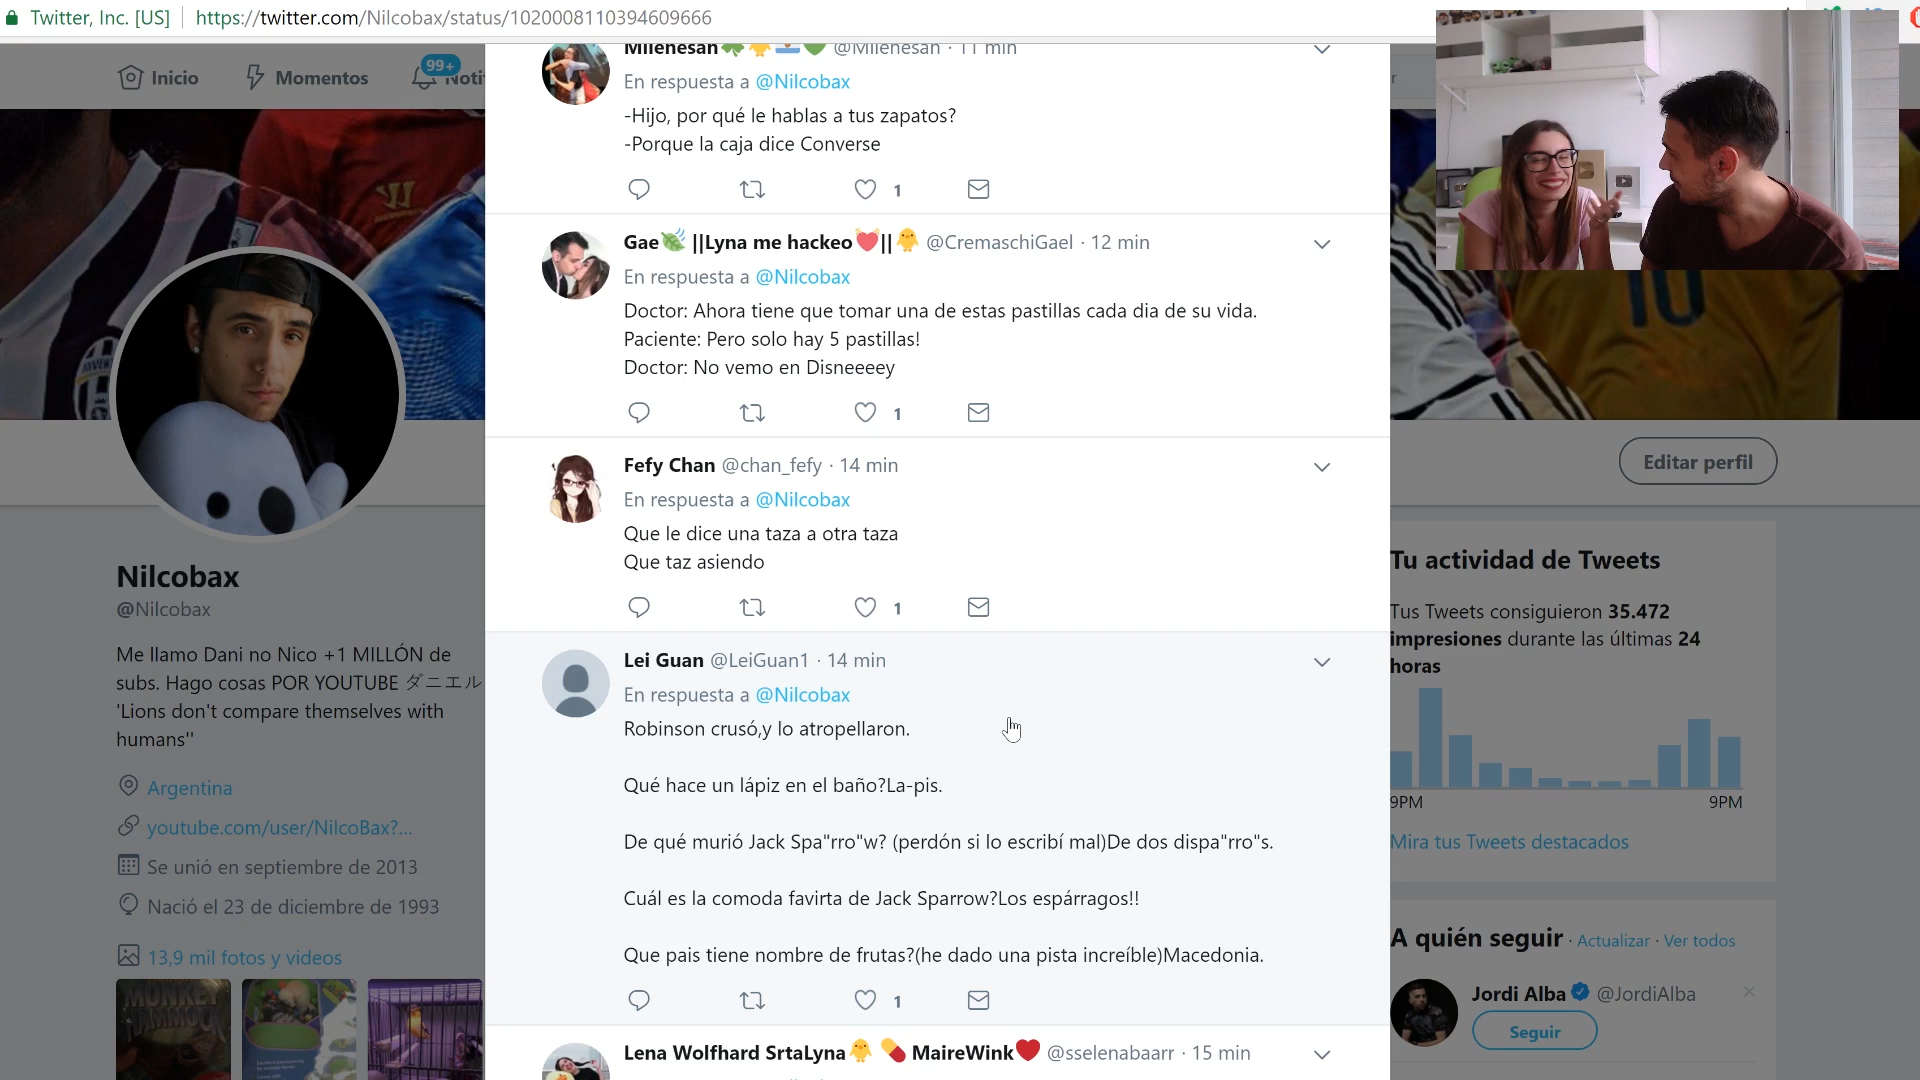 Twitter, Inc. [US] https://twitter.com/Nilcobax/status/1020008110394609666
Inicio
Momentos
99+
Noti
Milenesan @Milenesan · 11 min
En respuesta a @Nilcobax
-Hijo, por qué le hablas a tus zapatos?
-Porque la caja dice Converse
1
Gae ||Lyna me hackeo || @CremaschiGael · 12 min
En respuesta a @Nilcobax
Doctor: Ahora tiene que tomar una de estas pastillas cada dia de su vida.
Paciente: Pero solo hay 5 pastillas!
Doctor: No vemo en Disneeeey
1
Fefy Chan @chan_fefy · 14 min
En respuesta a @Nilcobax
Que le dice una taza a otra taza
Que taz asiendo
1
Lei Guan @LeiGuan1 · 14 min
En respuesta a @Nilcobax
Robinson crusó,y lo atropellaron.
Qué hace un lápiz en el baño?La-pis.
De qué murió Jack Spa"rro"w? (perdón si lo escribí mal)De dos dispa"rro"s.
Cuál es la comoda favirta de Jack Sparrow?Los espárragos!!
Que pais tiene nombre de frutas?(he dado una pista increíble)Macedonia.
1
Lena Wolfhard SrtaLyna MaireWink @sselenabaarr · 15 min
Nilcobax
@Nilcobax
Me llamo Dani no Nico +1 MILLÓN de
subs. Hago cosas POR YOUTUBE ダニエル
'Lions don't compare themselves with
humans''
Argentina
youtube.com/user/NilcoBax?...
Se unió en septiembre de 2013
Nació el 23 de diciembre de 1993
13,9 mil fotos y videos
MONKEY
HAMMOCK
10
Editar perfil
Tu actividad de Tweets
Tus Tweets consiguieron 35.472
impresiones durante las últimas 24
horas
9PM
9PM
Mira tus Tweets destacados
A quién seguir · Actualizar · Ver todos
Jordi Alba @JordiAlba
Seguir